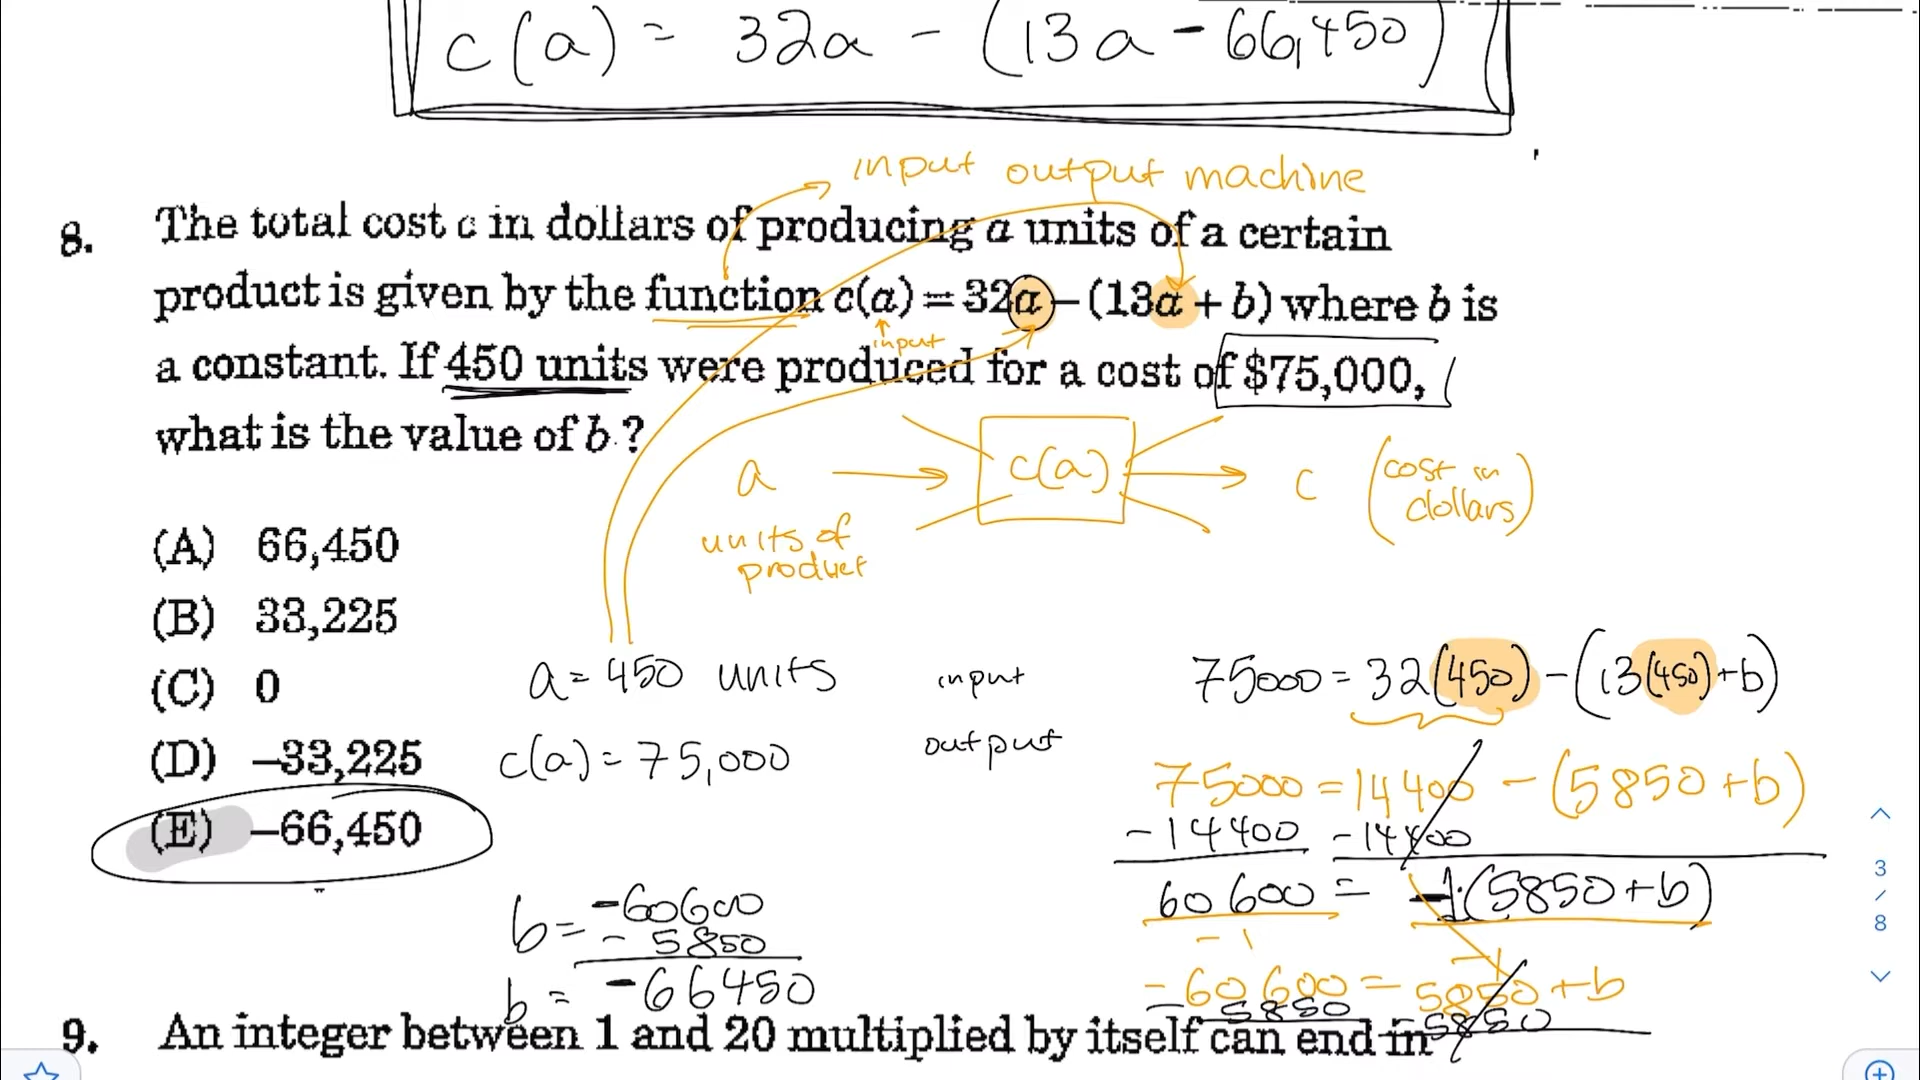 c(a) = 32a - (13a - 66,450)
input output machine
8. The total cost c in dollars of producing a units of a certain
product is given by the function c(a) = 32a – (13a + b) where b is
input
a constant. If 450 units were produced for a cost of $75,000,
what is the value of b?
a c(a) c (cost in dollars)
units of
product
(A) 66,450
(B) 33,225
(C) 0
(D) –33,225
(E) –66,450
a = 450 units input
c(a) = 75,000 output
75000 = 32(450) - (13(450)+b)
75000 = 14400 - (5850+b)
-14400 -14400
60600 = -1·(5850+b)
-1 -1
-60600 = 5850+b
-5850 -5850
b = -60600
- 5850
b = -66450
9. An integer between 1 and 20 multiplied by itself can end in
3
/
8